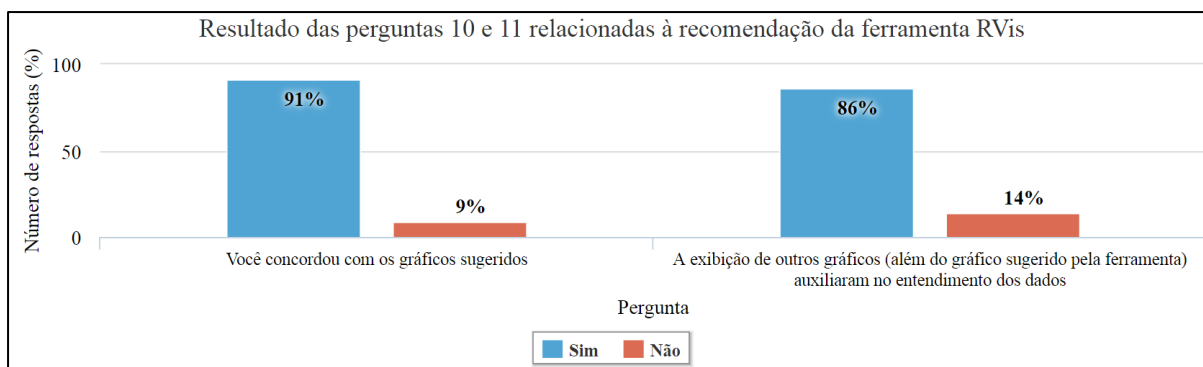 Resultado das perguntas 10 e 11 relacionadas à recomendação da ferramenta RVis
Número de respostas (%)
100
50
0
91%
9%
86%
14%
Você concordou com os gráficos sugeridos
A exibição de outros gráficos (além do gráfico sugerido pela ferramenta)
auxiliaram no entendimento dos dados
Pergunta
Sim Não